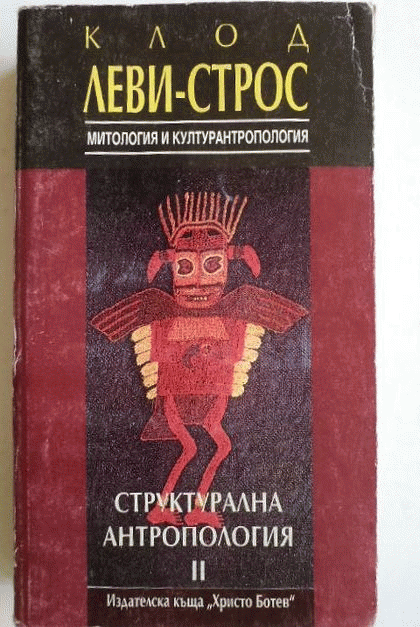 КЛОД
ЛЕВИ-СТРОС
МИТОЛОГИЯ И КУЛТУРАНТРОПОЛОГИЯ
СТРУКТУРАЛНА
АНТРОПОЛОГИЯ
II
Издателска къща „Христо Ботев“